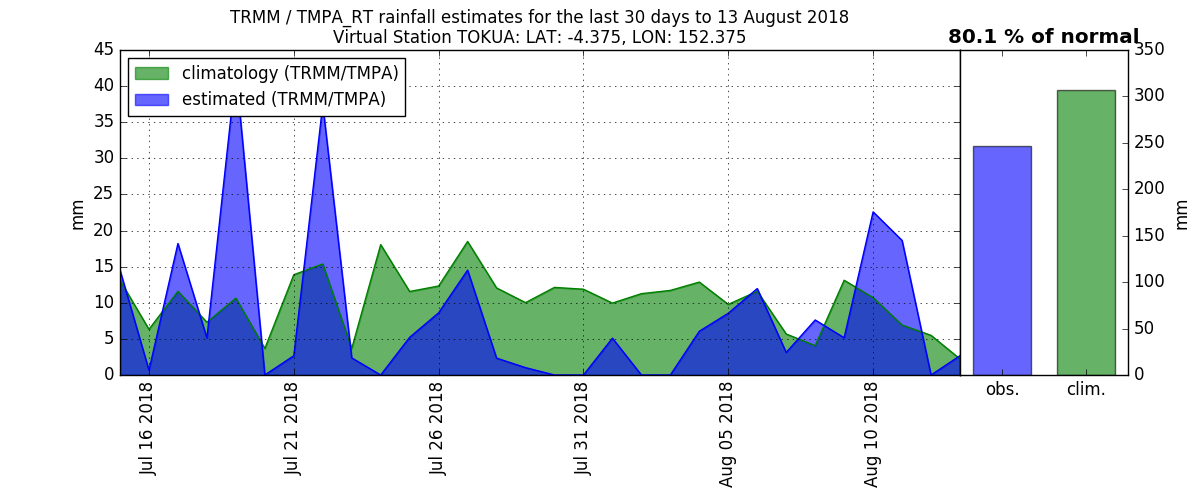 TRMM / TMPA_RT rainfall estimates for the last 30 days to 13 August 2018
Virtual Station TOKUA: LAT: -4.375, LON: 152.375
80.1 % of normal
climatology (TRMM/TMPA)
estimated (TRMM/TMPA)
mm
45
40
35
30
25
20
15
10
5
0
Jul 16 2018
Jul 21 2018
Jul 26 2018
Jul 31 2018
Aug 05 2018
Aug 10 2018
350
300
250
200
150
100
50
0
mm
obs.
clim.